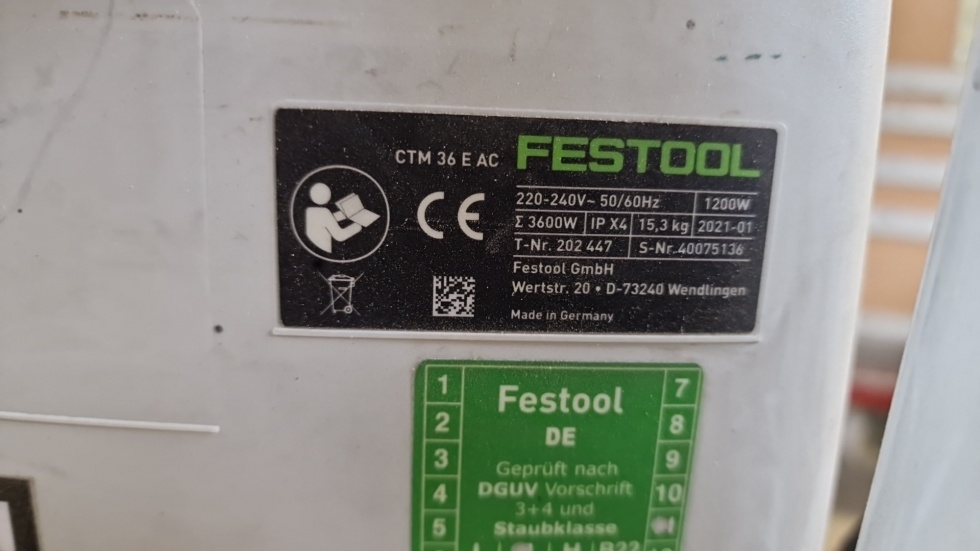 CTM 36 E AC
FESTOOL
220-240V~ 50/60Hz 1200W
Σ 3600W IP X4 15,3 kg 2021-01
T-Nr. 202 447 S-Nr.40075136
Festool GmbH
Wertstr. 20 • D-73240 Wendlingen
Made in Germany
CE
1 Festool 7
2 DE 8
3 Geprüft nach 9
4 DGUV Vorschrift 10
3+4 und
5 Staubklasse